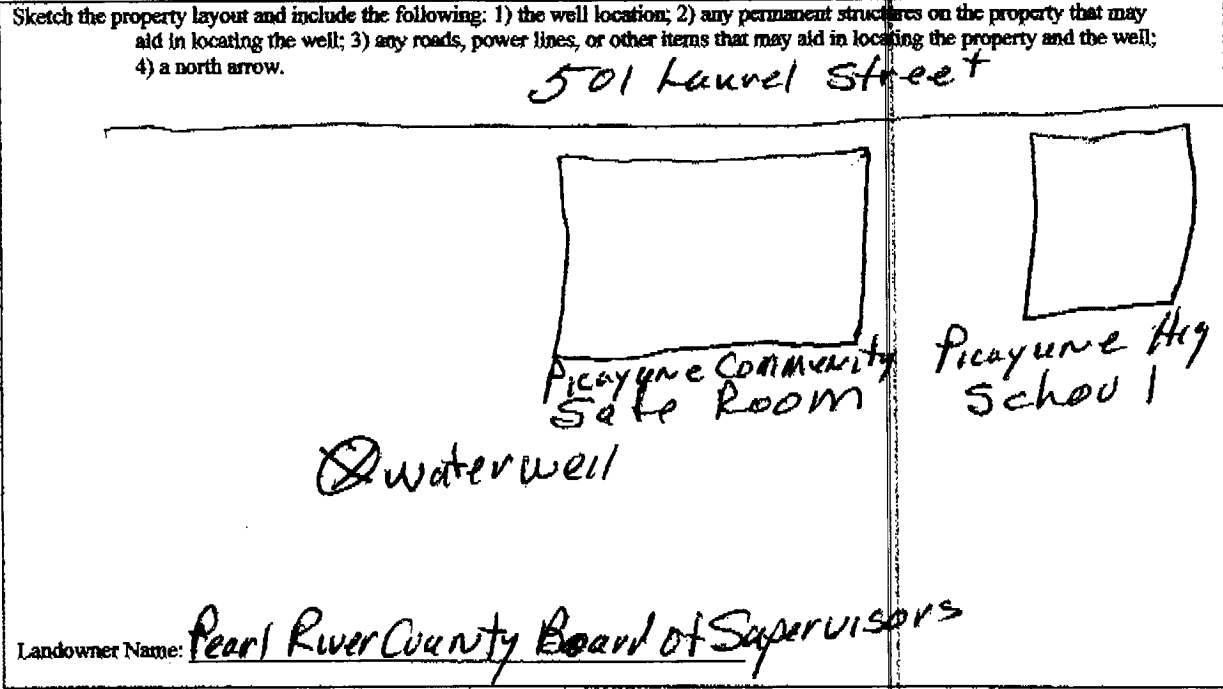 Sketch the property layout and include the following: 1) the well location; 2) any permanent structures on the property that may
aid in locating the well; 3) any roads, power lines, or other items that may aid in locating the property and the well;
4) a north arrow.
501 Laurel Street
Picayune Community
Safe Room
Picayune Hig
School
water well
Landowner Name: Pearl River County Board of Supervisors